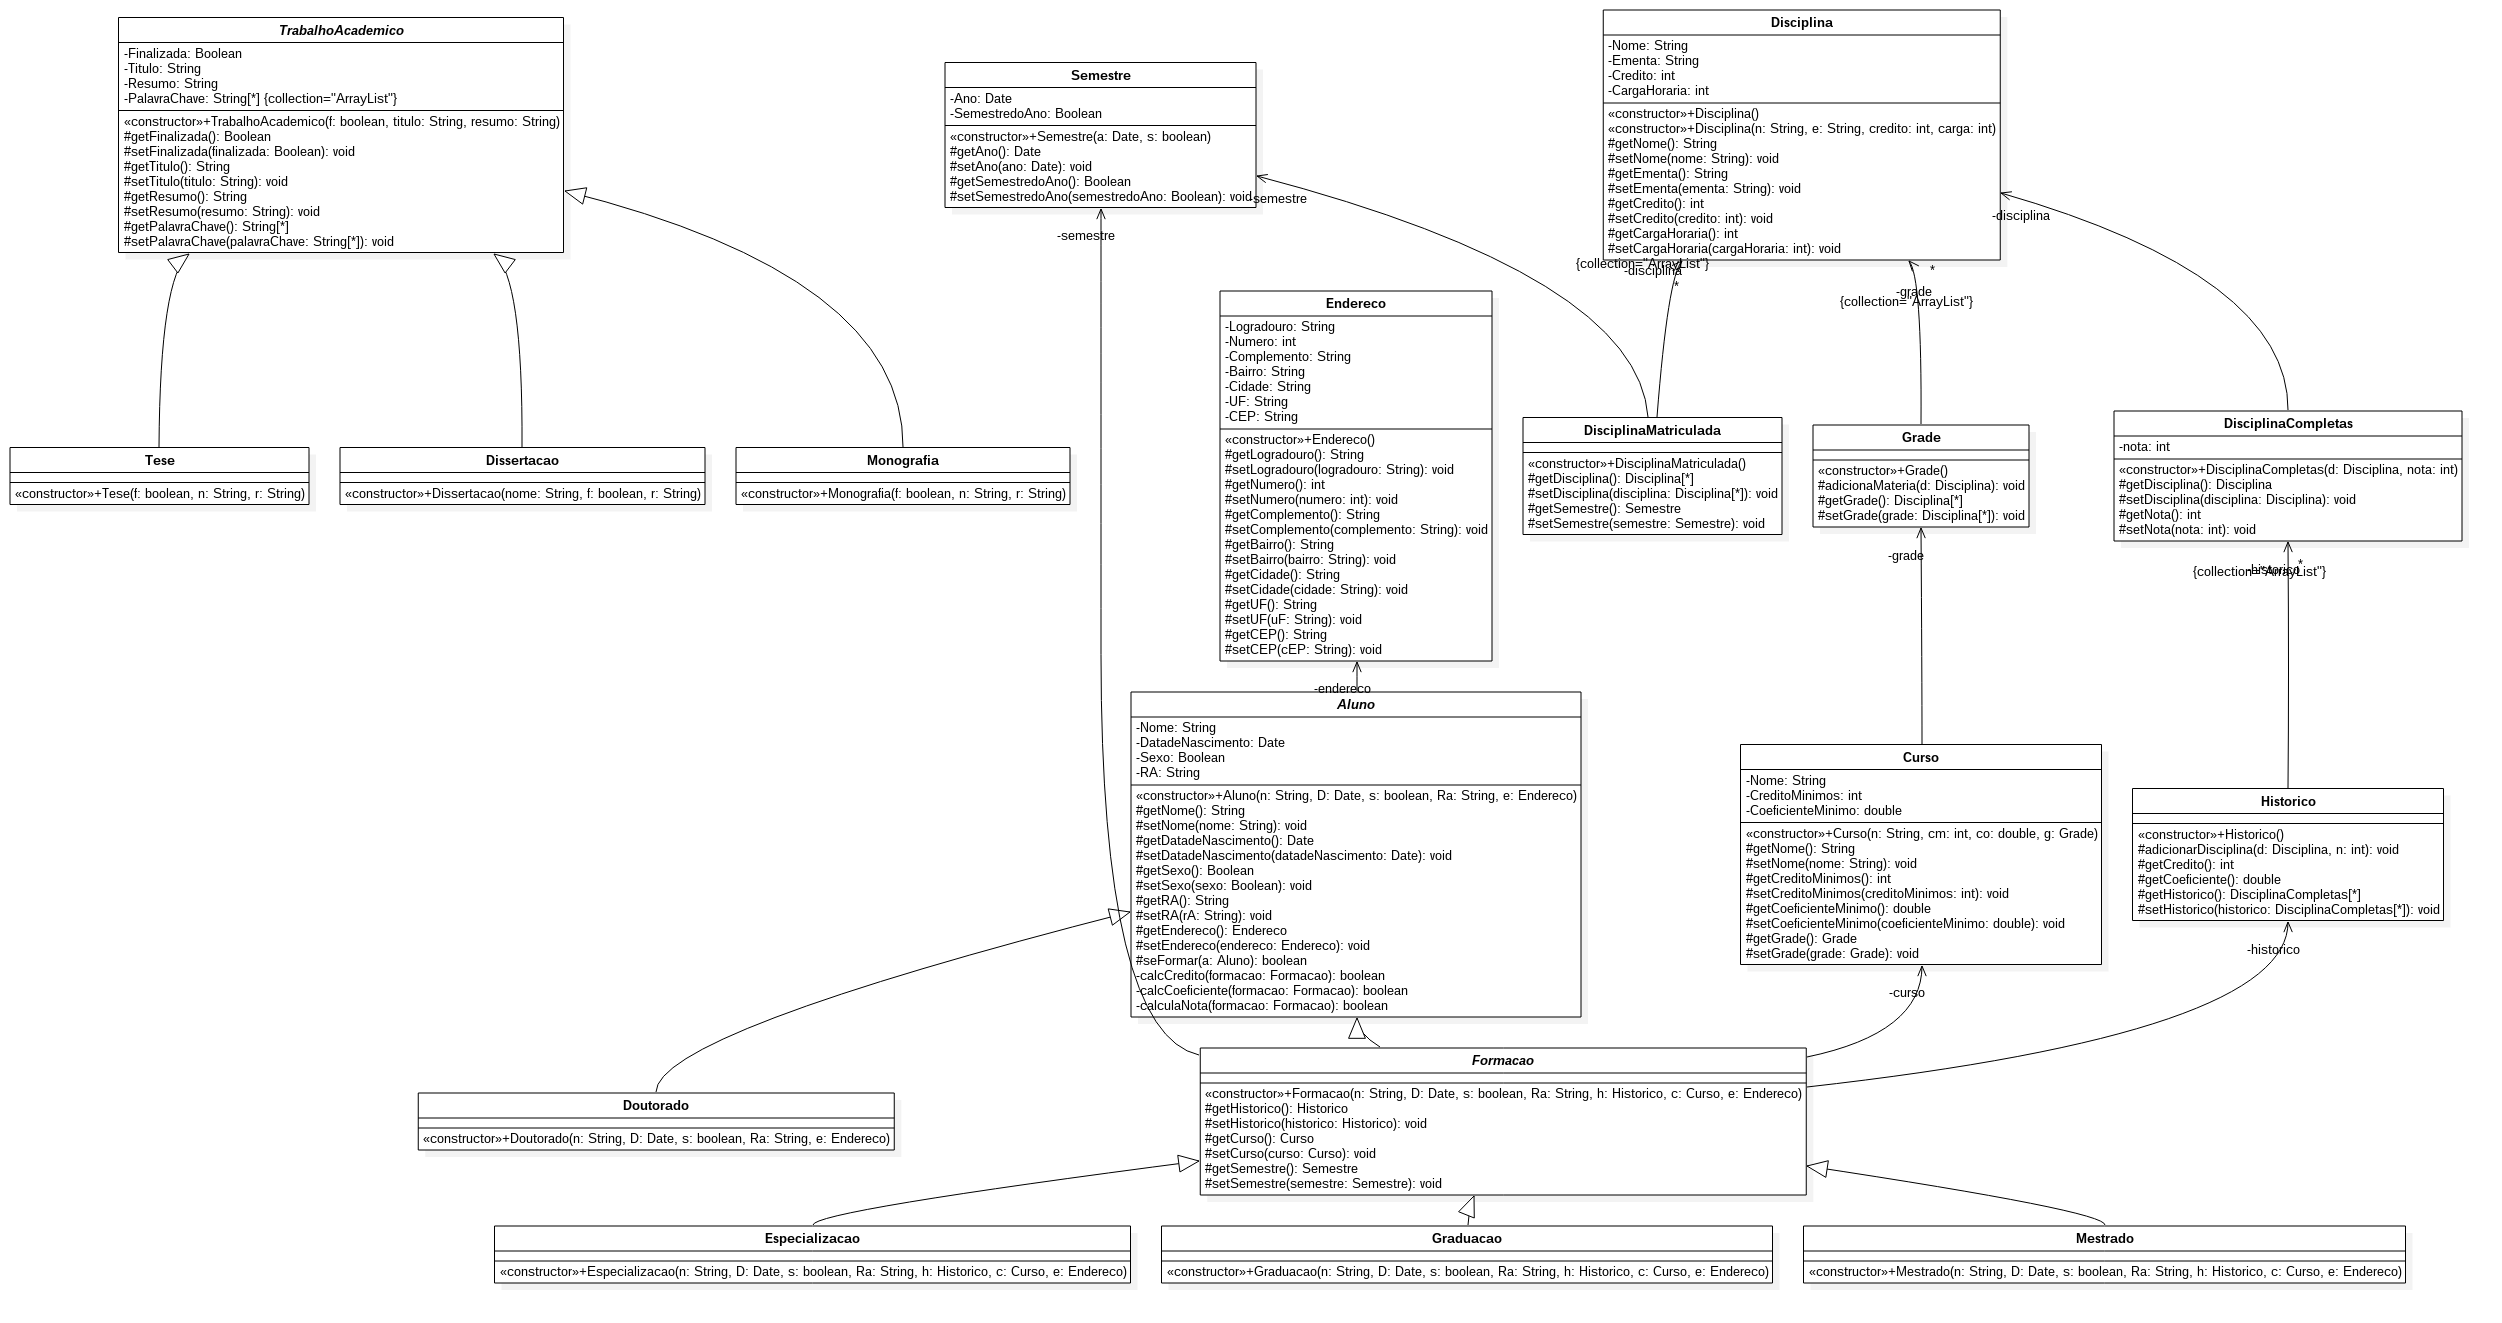 TrabalhoAcademico
-Finalizada: Boolean
-Titulo: String
-Resumo: String
-PalavraChave: String[*] {collection="ArrayList"}
«constructor»+TrabalhoAcademico(f: boolean, titulo: String, resumo: String)
#getFinalizada(): Boolean
#setFinalizada(finalizada: Boolean): void
#getTitulo(): String
#setTitulo(titulo: String): void
#getResumo(): String
#setResumo(resumo: String): void
#getPalavraChave(): String[*]
#setPalavraChave(palavraChave: String[*]): void
Semestre
-Ano: Date
-SemestredoAno: Boolean
«constructor»+Semestre(a: Date, s: boolean)
#getAno(): Date
#setAno(ano: Date): void
#getSemestredoAno(): Boolean
#setSemestredoAno(semestredoAno: Boolean): void
-semestre
-semestre
Disciplina
-Nome: String
-Ementa: String
-Credito: int
-CargaHoraria: int
«constructor»+Disciplina()
«constructor»+Disciplina(n: String, e: String, credito: int, carga: int)
#getNome(): String
#setNome(nome: String): void
#getEmenta(): String
#setEmenta(ementa: String): void
#getCredito(): int
#setCredito(credito: int): void
#getCargaHoraria(): int
#setCargaHoraria(cargaHoraria: int): void
-disciplina
{collection="ArrayList"}
-disciplina
*
*
-grade
{collection="ArrayList"}
Endereco
-Logradouro: String
-Numero: int
-Complemento: String
-Bairro: String
-Cidade: String
-UF: String
-CEP: String
«constructor»+Endereco()
#getLogradouro(): String
#setLogradouro(logradouro: String): void
#getNumero(): int
#setNumero(numero: int): void
#getComplemento(): String
#setComplemento(complemento: String): void
#getBairro(): String
#setBairro(bairro: String): void
#getCidade(): String
#setCidade(cidade: String): void
#getUF(): String
#setUF(uF: String): void
#getCEP(): String
#setCEP(cEP: String): void
DisciplinaMatriculada
«constructor»+DisciplinaMatriculada()
#getDisciplina(): Disciplina[*]
#setDisciplina(disciplina: Disciplina[*]): void
#getSemestre(): Semestre
#setSemestre(semestre: Semestre): void
Grade
«constructor»+Grade()
#adicionaMateria(d: Disciplina): void
#getGrade(): Disciplina[*]
#setGrade(grade: Disciplina[*]): void
DisciplinaCompletas
-nota: int
«constructor»+DisciplinaCompletas(d: Disciplina, nota: int)
#getDisciplina(): Disciplina
#setDisciplina(disciplina: Disciplina): void
#getNota(): int
#setNota(nota: int): void
Tese
«constructor»+Tese(f: boolean, n: String, r: String)
Dissertacao
«constructor»+Dissertacao(nome: String, f: boolean, r: String)
Monografia
«constructor»+Monografia(f: boolean, n: String, r: String)
-grade
*
-historico
{collection="ArrayList"}
-endereco
Aluno
-Nome: String
-DatadeNascimento: Date
-Sexo: Boolean
-RA: String
«constructor»+Aluno(n: String, D: Date, s: boolean, Ra: String, e: Endereco)
#getNome(): String
#setNome(nome: String): void
#getDatadeNascimento(): Date
#setDatadeNascimento(datadeNascimento: Date): void
#getSexo(): Boolean
#setSexo(sexo: Boolean): void
#getRA(): String
#setRA(rA: String): void
#getEndereco(): Endereco
#setEndereco(endereco: Endereco): void
#seFormar(a: Aluno): boolean
-calcCredito(formacao: Formacao): boolean
-calcCoeficiente(formacao: Formacao): boolean
-calculaNota(formacao: Formacao): boolean
Curso
-Nome: String
-CreditoMinimos: int
-CoeficienteMinimo: double
«constructor»+Curso(n: String, cm: int, co: double, g: Grade)
#getNome(): String
#setNome(nome: String): void
#getCreditoMinimos(): int
#setCreditoMinimos(creditoMinimos: int): void
#getCoeficienteMinimo(): double
#setCoeficienteMinimo(coeficienteMinimo: double): void
#getGrade(): Grade
#setGrade(grade: Grade): void
Historico
«constructor»+Historico()
#adicionarDisciplina(d: Disciplina, n: int): void
#getCredito(): int
#getCoeficiente(): double
#getHistorico(): DisciplinaCompletas[*]
#setHistorico(historico: DisciplinaCompletas[*]): void
-curso
-historico
Doutorado
«constructor»+Doutorado(n: String, D: Date, s: boolean, Ra: String, e: Endereco)
Formacao
«constructor»+Formacao(n: String, D: Date, s: boolean, Ra: String, h: Historico, c: Curso, e: Endereco)
#getHistorico(): Historico
#setHistorico(historico: Historico): void
#getCurso(): Curso
#setCurso(curso: Curso): void
#getSemestre(): Semestre
#setSemestre(semestre: Semestre): void
Especializacao
«constructor»+Especializacao(n: String, D: Date, s: boolean, Ra: String, h: Historico, c: Curso, e: Endereco)
Graduacao
«constructor»+Graduacao(n: String, D: Date, s: boolean, Ra: String, h: Historico, c: Curso, e: Endereco)
Mestrado
«constructor»+Mestrado(n: String, D: Date, s: boolean, Ra: String, h: Historico, c: Curso, e: Endereco)